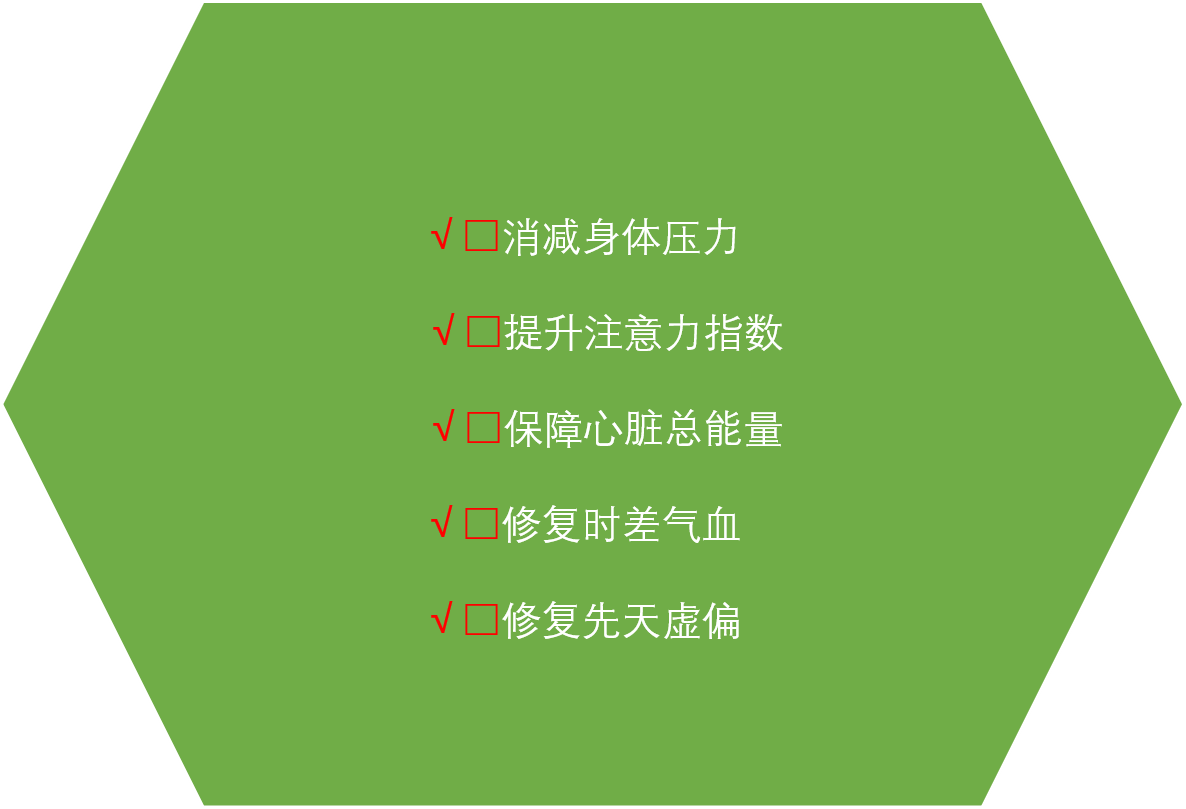 √ □消减身体压力
√ □提升注意力指数
√ □保障心脏总能量
√ □修复时差气血
√ □修复先天虚偏